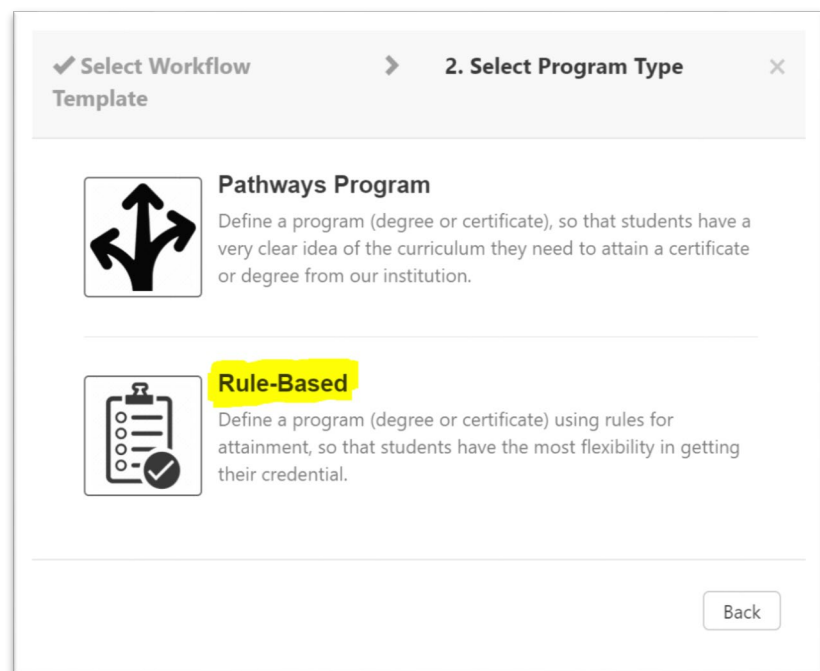 ✔ Select Workflow
Template
2. Select Program Type
×
Pathways Program
Define a program (degree or certificate), so that students have a
very clear idea of the curriculum they need to attain a certificate
or degree from our institution.
Rule-Based
Define a program (degree or certificate) using rules for
attainment, so that students have the most flexibility in getting
their credential.
Back